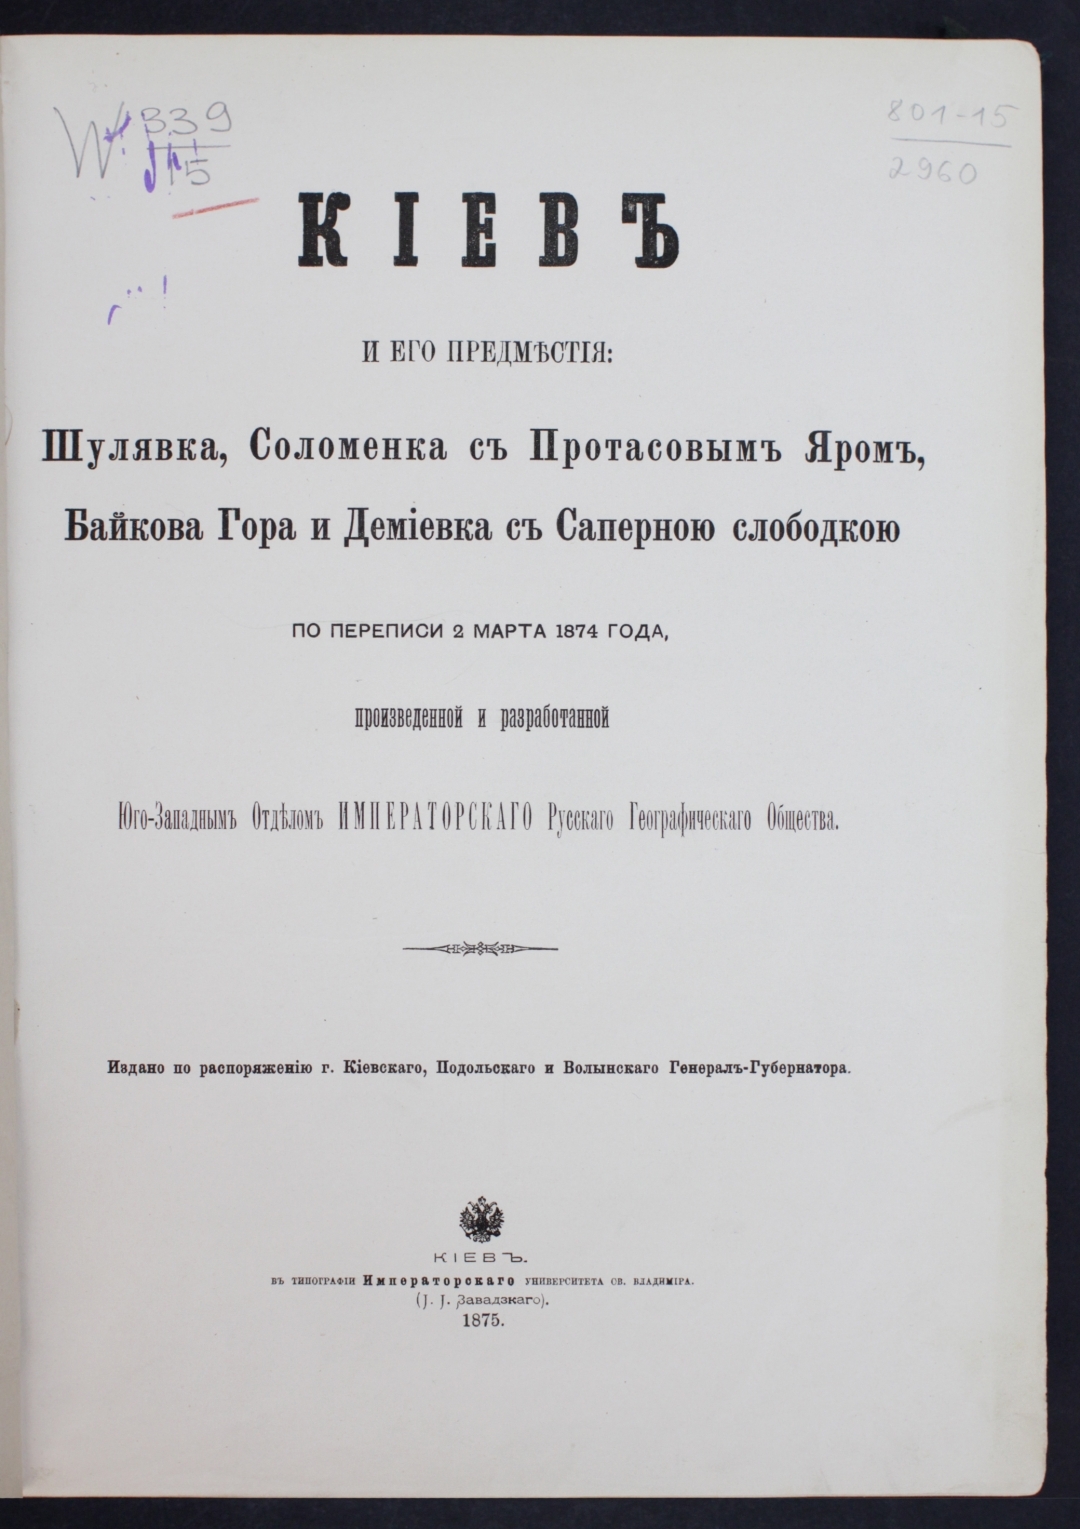 W 339
15
801-15
2960
КІЕВЪ
И ЕГО ПРЕДМѢСТІЯ:
Шулявка, Соломенка съ Протасовымъ Яромъ,
Байкова Гора и Деміевка съ Саперною слободкою
ПО ПЕРЕПИСИ 2 МАРТА 1874 ГОДА,
произведенной и разработанной
Юго-Западнымъ Отдѣломъ ИМПЕРАТОРСКАГО Русскаго Географическаго Общества.
Издано по распоряженію г. Кіевскаго, Подольскаго и Волынскаго Генералъ-Губернатора.
КІЕВЪ.
ВЪ ТИПОГРАФІИ Императорскаго УНИВЕРСИТЕТА СВ. ВЛАДИМІРА.
(J. J. Завадзкаго).
1875.